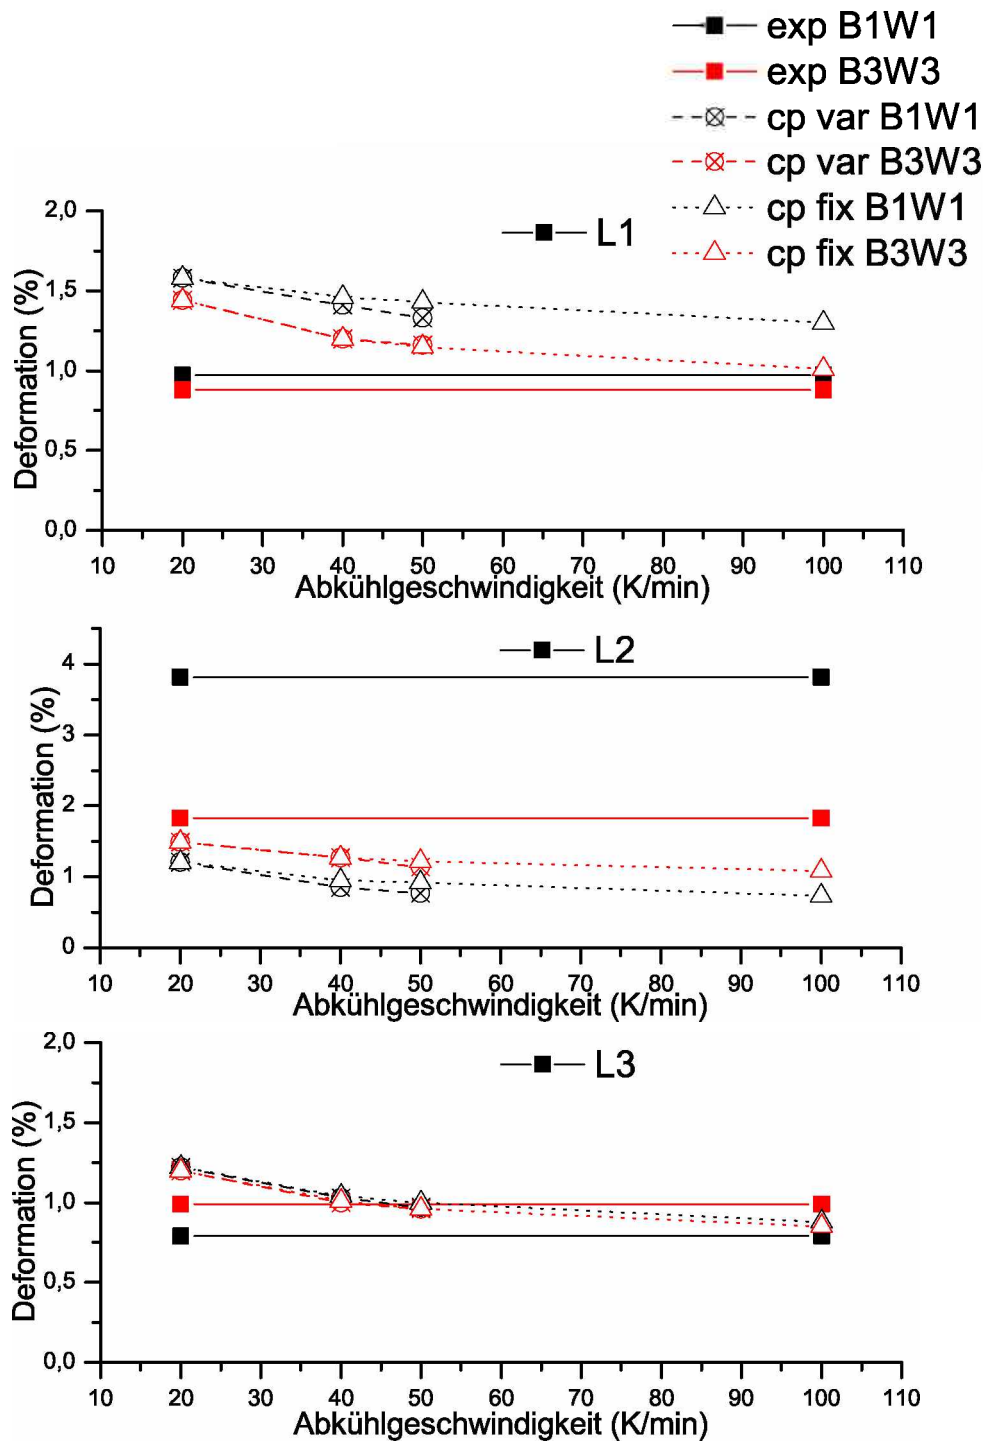 exp B1W1
exp B3W3
cp var B1W1
cp var B3W3
cp fix B1W1
cp fix B3W3
L1
Deformation (%)
2,0
1,5
1,0
0,5
0,0
10 20 30 40 50 60 70 80 90 100 110
Abkühlgeschwindigkeit (K/min)
L2
Deformation (%)
4
3
2
1
0
10 20 30 40 50 60 70 80 90 100 110
Abkühlgeschwindigkeit (K/min)
L3
Deformation (%)
2,0
1,5
1,0
0,5
0,0
10 20 30 40 50 60 70 80 90 100 110
Abkühlgeschwindigkeit (K/min)